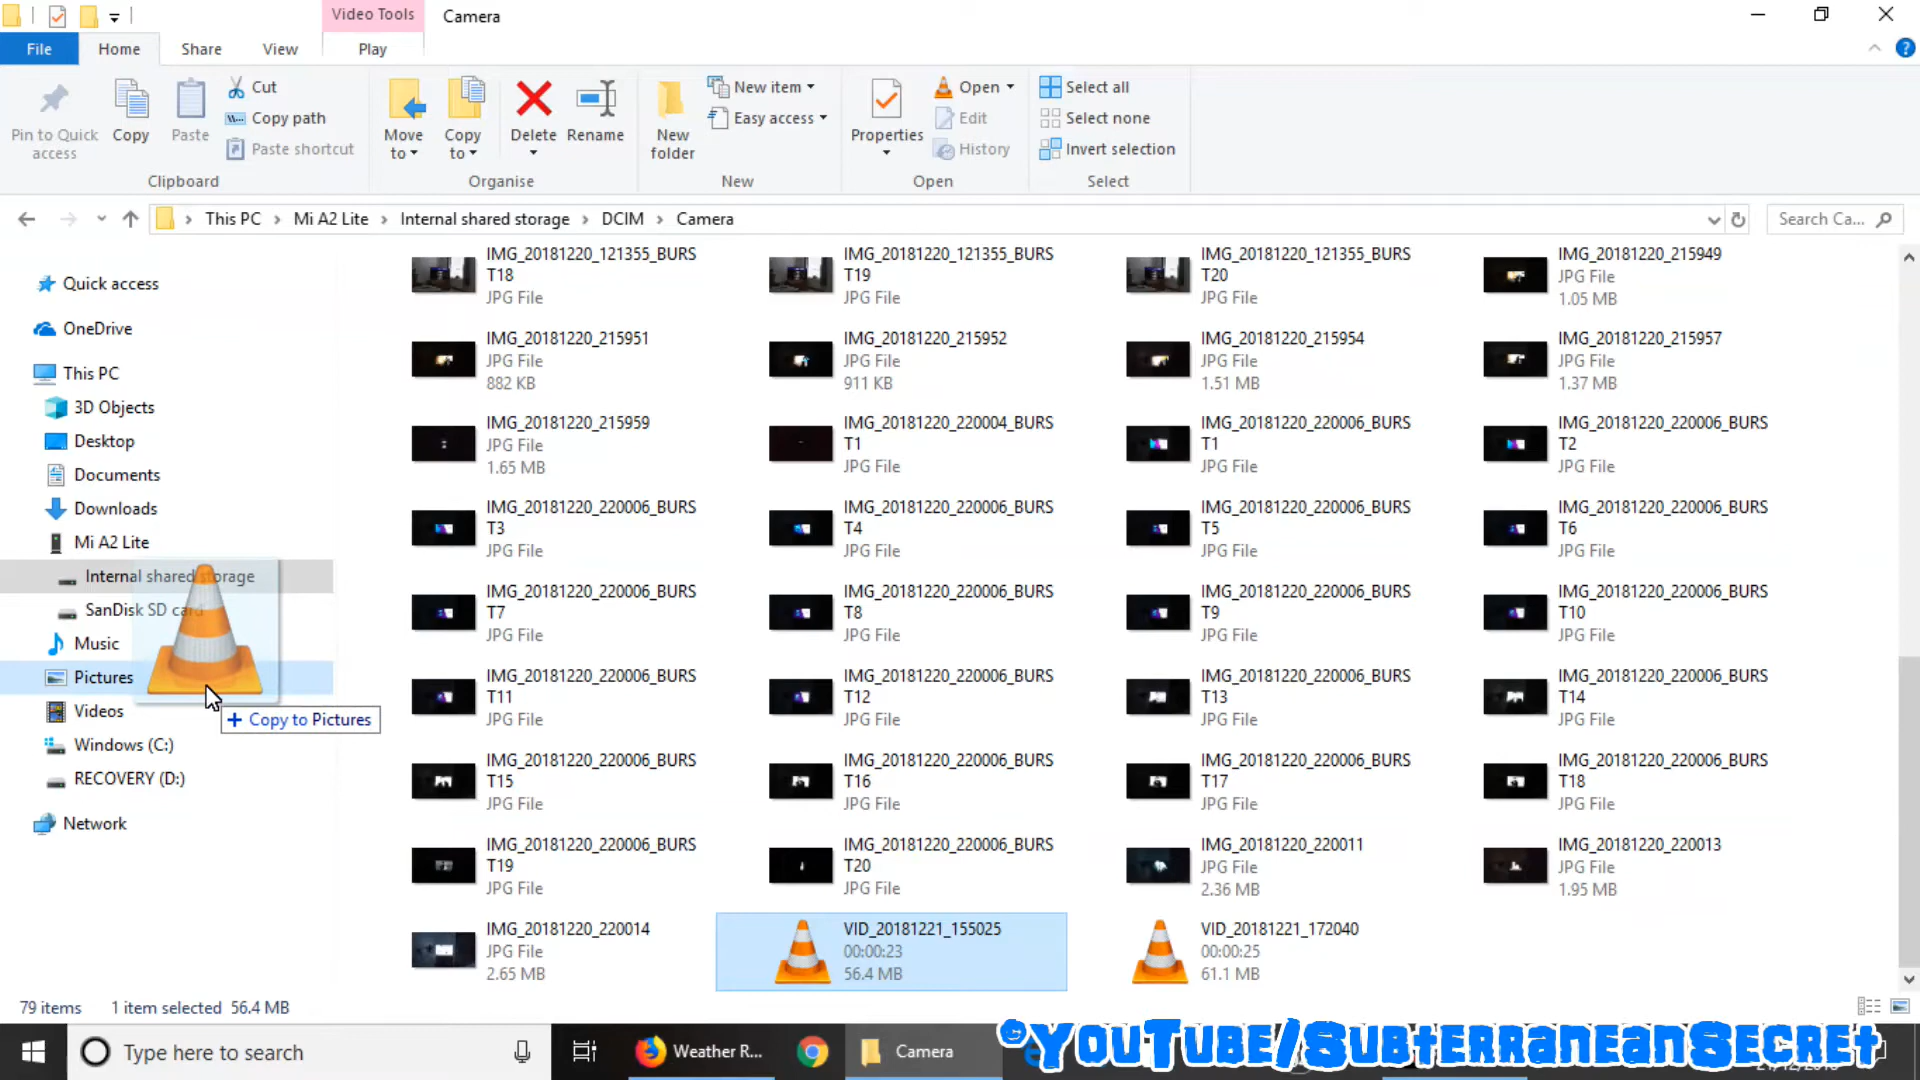 Video Tools
Camera
File
Home
Share
View
Play
Pin to Quick access
Copy
Paste
Cut
Copy path
Paste shortcut
Clipboard
Move to
Copy to
Delete
Rename
Organise
New folder
New item
Easy access
New
Properties
Open
Edit
History
Open
Select all
Select none
Invert selection
Select
This PC
Mi A2 Lite
Internal shared storage
DCIM
Camera
Search Ca...
Quick access
OneDrive
This PC
3D Objects
Desktop
Documents
Downloads
Mi A2 Lite
Internal shared storage
SanDisk SD card
Music
Pictures
Copy to Pictures
Videos
Windows (C:)
RECOVERY (D:)
Network
IMG_20181220_121355_BURS
T18
JPG File
IMG_20181220_121355_BURS
T19
JPG File
IMG_20181220_121355_BURS
T20
JPG File
IMG_20181220_215949
JPG File
1.05 MB
IMG_20181220_215951
JPG File
882 KB
IMG_20181220_215952
JPG File
911 KB
IMG_20181220_215954
JPG File
1.51 MB
IMG_20181220_215957
JPG File
1.37 MB
IMG_20181220_215959
JPG File
1.65 MB
IMG_20181220_220004_BURS
T1
JPG File
IMG_20181220_220006_BURS
T1
JPG File
IMG_20181220_220006_BURS
T2
JPG File
IMG_20181220_220006_BURS
T3
JPG File
IMG_20181220_220006_BURS
T4
JPG File
IMG_20181220_220006_BURS
T5
JPG File
IMG_20181220_220006_BURS
T6
JPG File
IMG_20181220_220006_BURS
T7
JPG File
IMG_20181220_220006_BURS
T8
JPG File
IMG_20181220_220006_BURS
T9
JPG File
IMG_20181220_220006_BURS
T10
JPG File
IMG_20181220_220006_BURS
T11
JPG File
IMG_20181220_220006_BURS
T12
JPG File
IMG_20181220_220006_BURS
T13
JPG File
IMG_20181220_220006_BURS
T14
JPG File
IMG_20181220_220006_BURS
T15
JPG File
IMG_20181220_220006_BURS
T16
JPG File
IMG_20181220_220006_BURS
T17
JPG File
IMG_20181220_220006_BURS
T18
JPG File
IMG_20181220_220006_BURS
T19
JPG File
IMG_20181220_220006_BURS
T20
JPG File
IMG_20181220_220011
JPG File
2.36 MB
IMG_20181220_220013
JPG File
1.95 MB
IMG_20181220_220014
JPG File
2.65 MB
VID_20181221_155025
00:00:23
56.4 MB
VID_20181221_172040
00:00:25
61.1 MB
79 items
1 item selected 56.4 MB
Type here to search
Weather R...
Camera
©YouTube/SubterraneanSecret